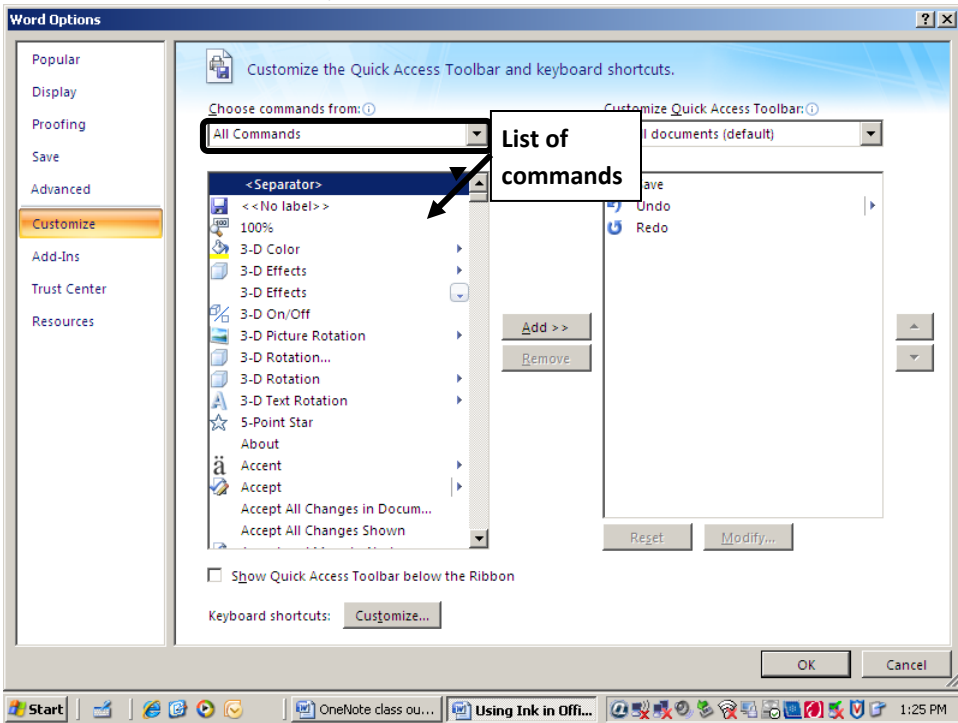 Word Options
Popular
Display
Proofing
Save
Advanced
Customize
Add-Ins
Trust Center
Resources
Customize the Quick Access Toolbar and keyboard shortcuts.
Choose commands from:
All Commands
<Separator>
<<No label>>
100%
3-D Color
3-D Effects
3-D Effects
3-D On/Off
3-D Picture Rotation
3-D Rotation...
3-D Rotation
3-D Text Rotation
5-Point Star
About
ä Accent
Accept
Accept All Changes in Docum...
Accept All Changes Shown
List of
commands
Add >>
Remove
Customize Quick Access Toolbar:
documents (default)
Undo
Redo
Reset
Modify...
Show Quick Access Toolbar below the Ribbon
Keyboard shortcuts: Customize...
OK
Cancel
Start
OneNote class ou...
Using Ink in Offi...
1:25 PM